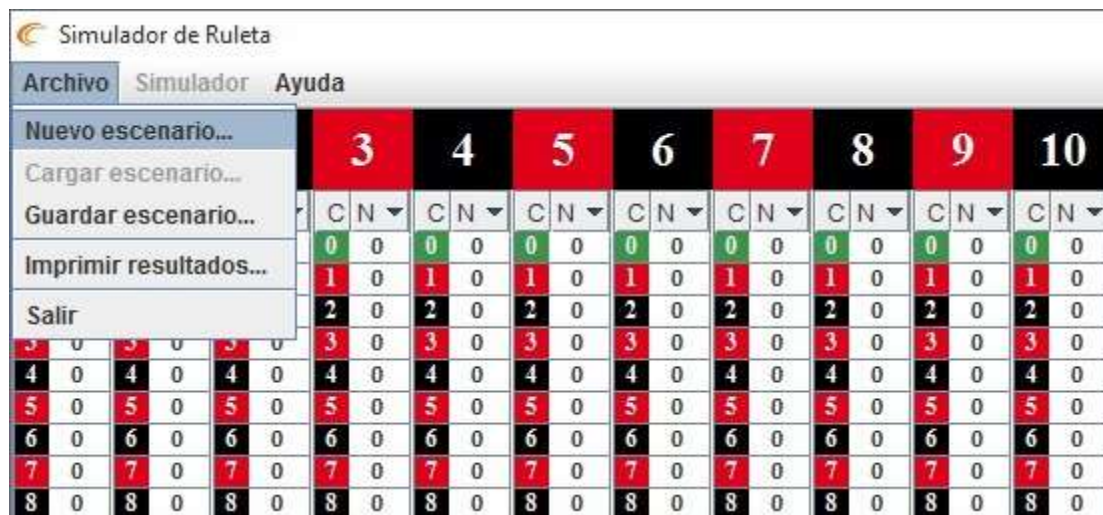 Simulador de Ruleta
Archivo Simulador Ayuda
Nuevo escenario...
Cargar escenario...
Guardar escenario...
Imprimir resultados...
Salir
3 4 5 6 7 8 9 10
C N C N C N C N C N C N C N C N
0 0 0 0 0 0 0 0 0 0 0 0 0 0 0 0
1 0 1 0 1 0 1 0 1 0 1 0 1 0 1 0
2 0 2 0 2 0 2 0 2 0 2 0 2 0 2 0
3 0 3 0 3 0 3 0 3 0 3 0 3 0 3 0 3 0 3 0 3 0
4 0 4 0 4 0 4 0 4 0 4 0 4 0 4 0 4 0 4 0 4 0
5 0 5 0 5 0 5 0 5 0 5 0 5 0 5 0 5 0 5 0 5 0
6 0 6 0 6 0 6 0 6 0 6 0 6 0 6 0 6 0 6 0 6 0
7 0 7 0 7 0 7 0 7 0 7 0 7 0 7 0 7 0 7 0 7 0
8 0 8 0 8 0 8 0 8 0 8 0 8 0 8 0 8 0 8 0 8 0